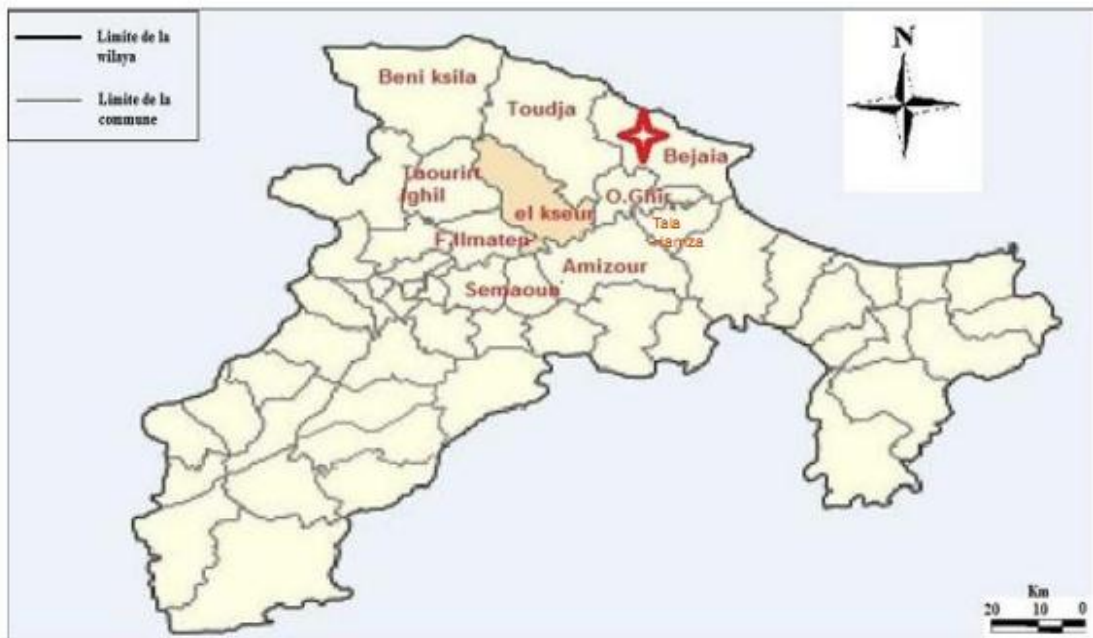 Limite de la
wilaya
Limite de la
commune
N
Beni ksila
Toudja
Bejaia
Taourirt
ighil
O.Ghir
el kseur
Tala
F.Ilmaten
Amizour
Semaoun
Km
20 10 0